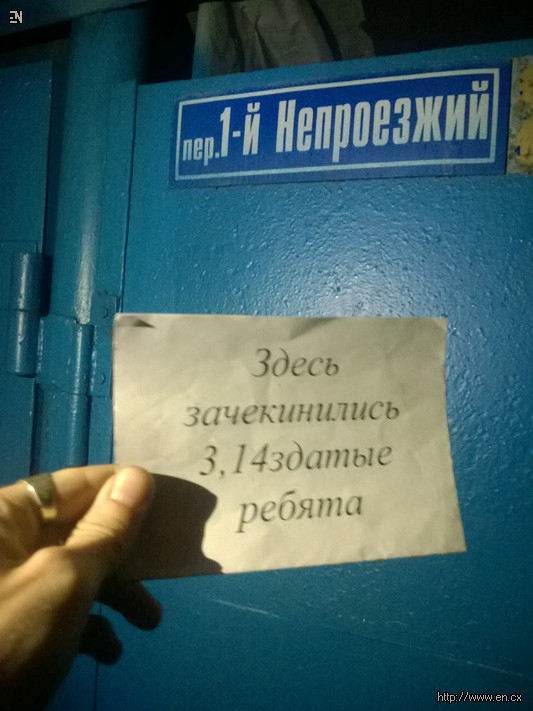 EN
пер.1-й Непроезжий
Здесь
зачекинились
3,14здатые
ребята
http://www.en.cx